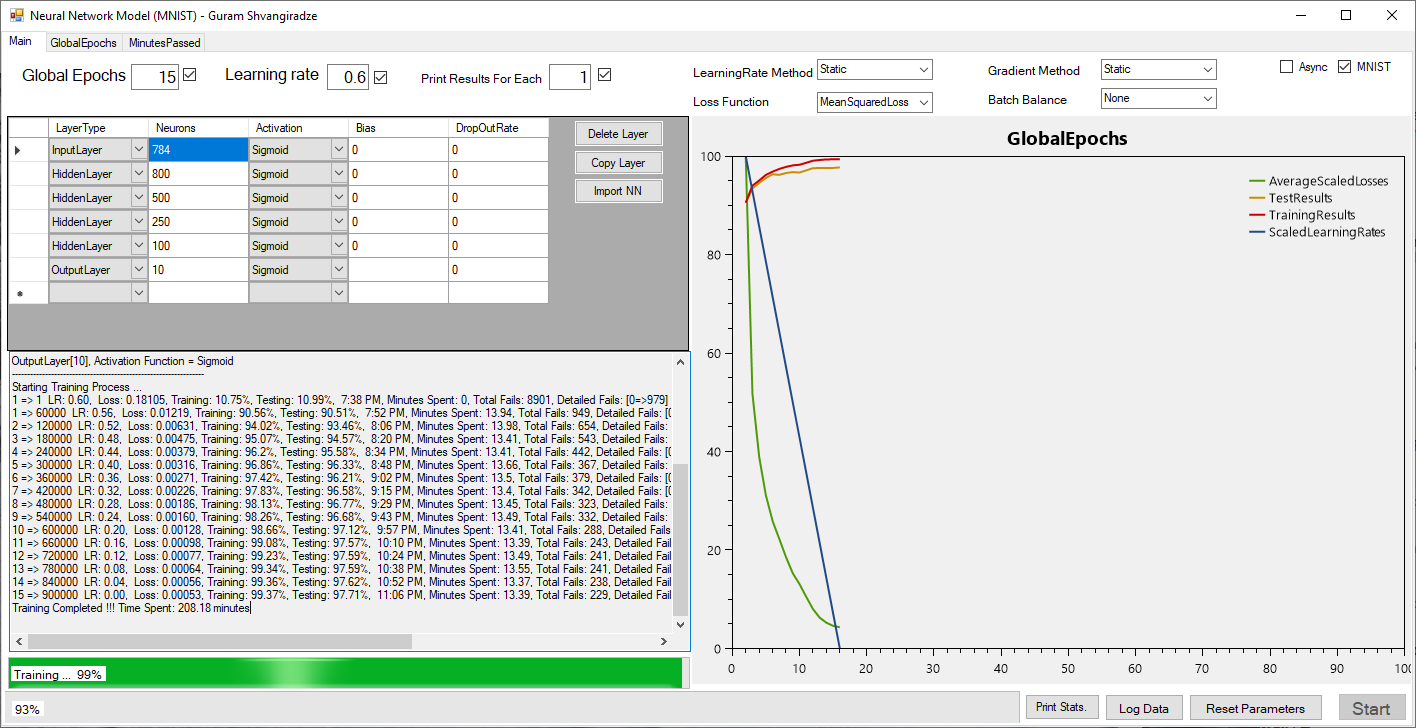 Neural Network Model (MNIST) - Guram Shvangiradze
Main GlobalEpochs MinutesPassed
Global Epochs 15 Learning rate 0.6 Print Results For Each 1
LearningRate Method Static Gradient Method Static Async MNIST
Loss Function MeanSquaredLoss Batch Balance None
LayerType Neurons Activation Bias DropOutRate
InputLayer 784 Sigmoid 0 0
HiddenLayer 800 Sigmoid 0 0
HiddenLayer 500 Sigmoid 0 0
HiddenLayer 250 Sigmoid 0 0
HiddenLayer 100 Sigmoid 0 0
OutputLayer 10 Sigmoid 0
Delete Layer
Copy Layer
Import NN
OutputLayer[10], Activation Function = Sigmoid
------------------------------------------------------------
Starting Training Process ...
1 => 1 LR: 0.60, Loss: 0.18105, Training: 10.75%, Testing: 10.99%, 7:38 PM, Minutes Spent: 0, Total Fails: 8901, Detailed Fails: [0=>979]
1 => 60000 LR: 0.56, Loss: 0.01219, Training: 90.56%, Testing: 90.51%, 7:52 PM, Minutes Spent: 13.94, Total Fails: 949, Detailed Fails: [0
2 => 120000 LR: 0.52, Loss: 0.00631, Training: 94.02%, Testing: 93.46%, 8:06 PM, Minutes Spent: 13.98, Total Fails: 654, Detailed Fails:
3 => 180000 LR: 0.48, Loss: 0.00475, Training: 95.07%, Testing: 94.57%, 8:20 PM, Minutes Spent: 13.41, Total Fails: 543, Detailed Fails:
4 => 240000 LR: 0.44, Loss: 0.00379, Training: 96.2%, Testing: 95.58%, 8:34 PM, Minutes Spent: 13.41, Total Fails: 442, Detailed Fails: [0
5 => 300000 LR: 0.40, Loss: 0.00316, Training: 96.86%, Testing: 96.33%, 8:48 PM, Minutes Spent: 13.66, Total Fails: 367, Detailed Fails:
6 => 360000 LR: 0.36, Loss: 0.00271, Training: 97.42%, Testing: 96.21%, 9:02 PM, Minutes Spent: 13.5, Total Fails: 379, Detailed Fails: [0
7 => 420000 LR: 0.32, Loss: 0.00226, Training: 97.83%, Testing: 96.58%, 9:15 PM, Minutes Spent: 13.4, Total Fails: 342, Detailed Fails: [0
8 => 480000 LR: 0.28, Loss: 0.00186, Training: 98.13%, Testing: 96.77%, 9:29 PM, Minutes Spent: 13.45, Total Fails: 323, Detailed Fails:
9 => 540000 LR: 0.24, Loss: 0.00160, Training: 98.26%, Testing: 96.68%, 9:43 PM, Minutes Spent: 13.49, Total Fails: 332, Detailed Fails:
10 => 600000 LR: 0.20, Loss: 0.00128, Training: 98.66%, Testing: 97.12%, 9:57 PM, Minutes Spent: 13.41, Total Fails: 288, Detailed Fails
11 => 660000 LR: 0.16, Loss: 0.00098, Training: 99.08%, Testing: 97.57%, 10:10 PM, Minutes Spent: 13.39, Total Fails: 243, Detailed Fail
12 => 720000 LR: 0.12, Loss: 0.00077, Training: 99.23%, Testing: 97.59%, 10:24 PM, Minutes Spent: 13.49, Total Fails: 241, Detailed Fail
13 => 780000 LR: 0.08, Loss: 0.00064, Training: 99.34%, Testing: 97.59%, 10:38 PM, Minutes Spent: 13.55, Total Fails: 241, Detailed Fail
14 => 840000 LR: 0.04, Loss: 0.00056, Training: 99.36%, Testing: 97.62%, 10:52 PM, Minutes Spent: 13.37, Total Fails: 238, Detailed Fail
15 => 900000 LR: 0.00, Loss: 0.00053, Training: 99.37%, Testing: 97.71%, 11:06 PM, Minutes Spent: 13.39, Total Fails: 229, Detailed Fail
Training Completed !!! Time Spent: 208.18 minutes
Training ... 99%
93%
GlobalEpochs
100
80
60
40
20
0
0 10 20 30 40 50 60 70 80 90 10
AverageScaledLosses
TestResults
TrainingResults
ScaledLearningRates
Print Stats. Log Data Reset Parameters Start